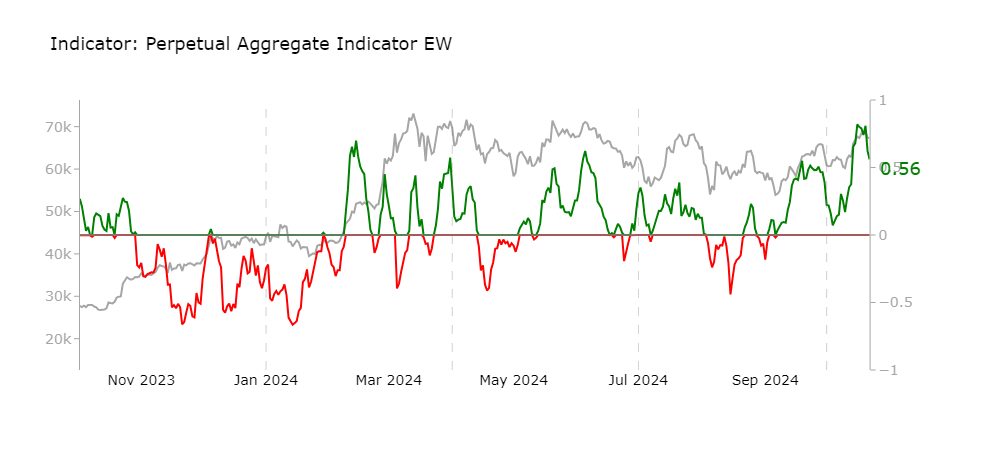 Indicator: Perpetual Aggregate Indicator EW
70k
60k
50k
40k
30k
20k
1
0.5
0
−0.5
−1
0.56
Nov 2023
Jan 2024
Mar 2024
May 2024
Jul 2024
Sep 2024